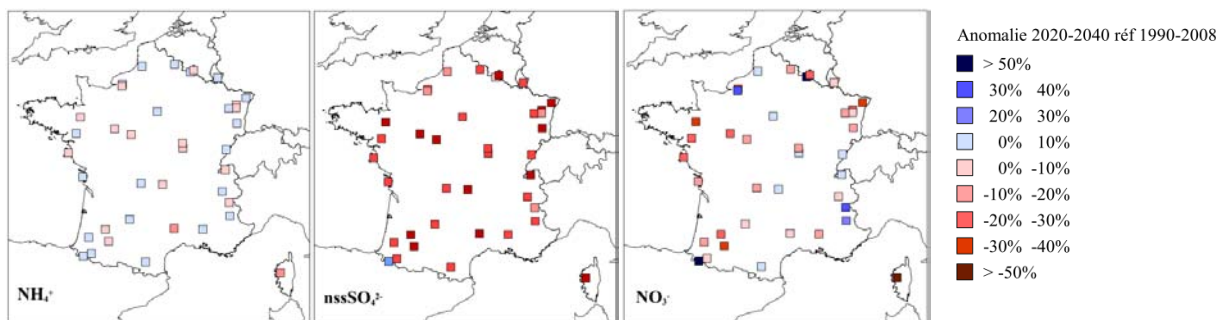 Anomalie 2020-2040 réf 1990-2008
> 50%
30% 40%
20% 30%
0% 10%
0% -10%
-10% -20%
-20% -30%
-30% -40%
> -50%
NH₄⁺
nssSO₄²⁻
NO₃⁻